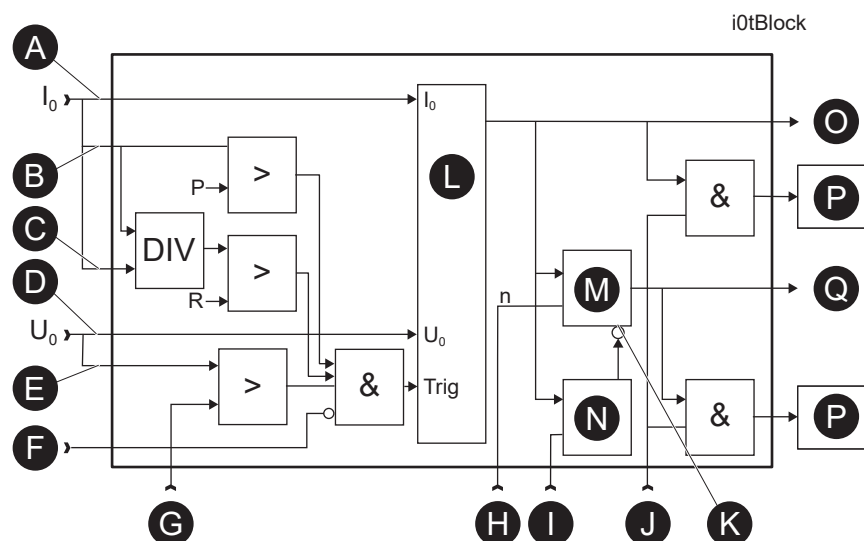 i0tBlock
A
I₀
I₀
O
B
>
L
P
&
P
C
DIV
>
D
R
n
M
Q
U₀
U₀
E
>
&
Trig
N
&
P
F
G
H
I
J
K